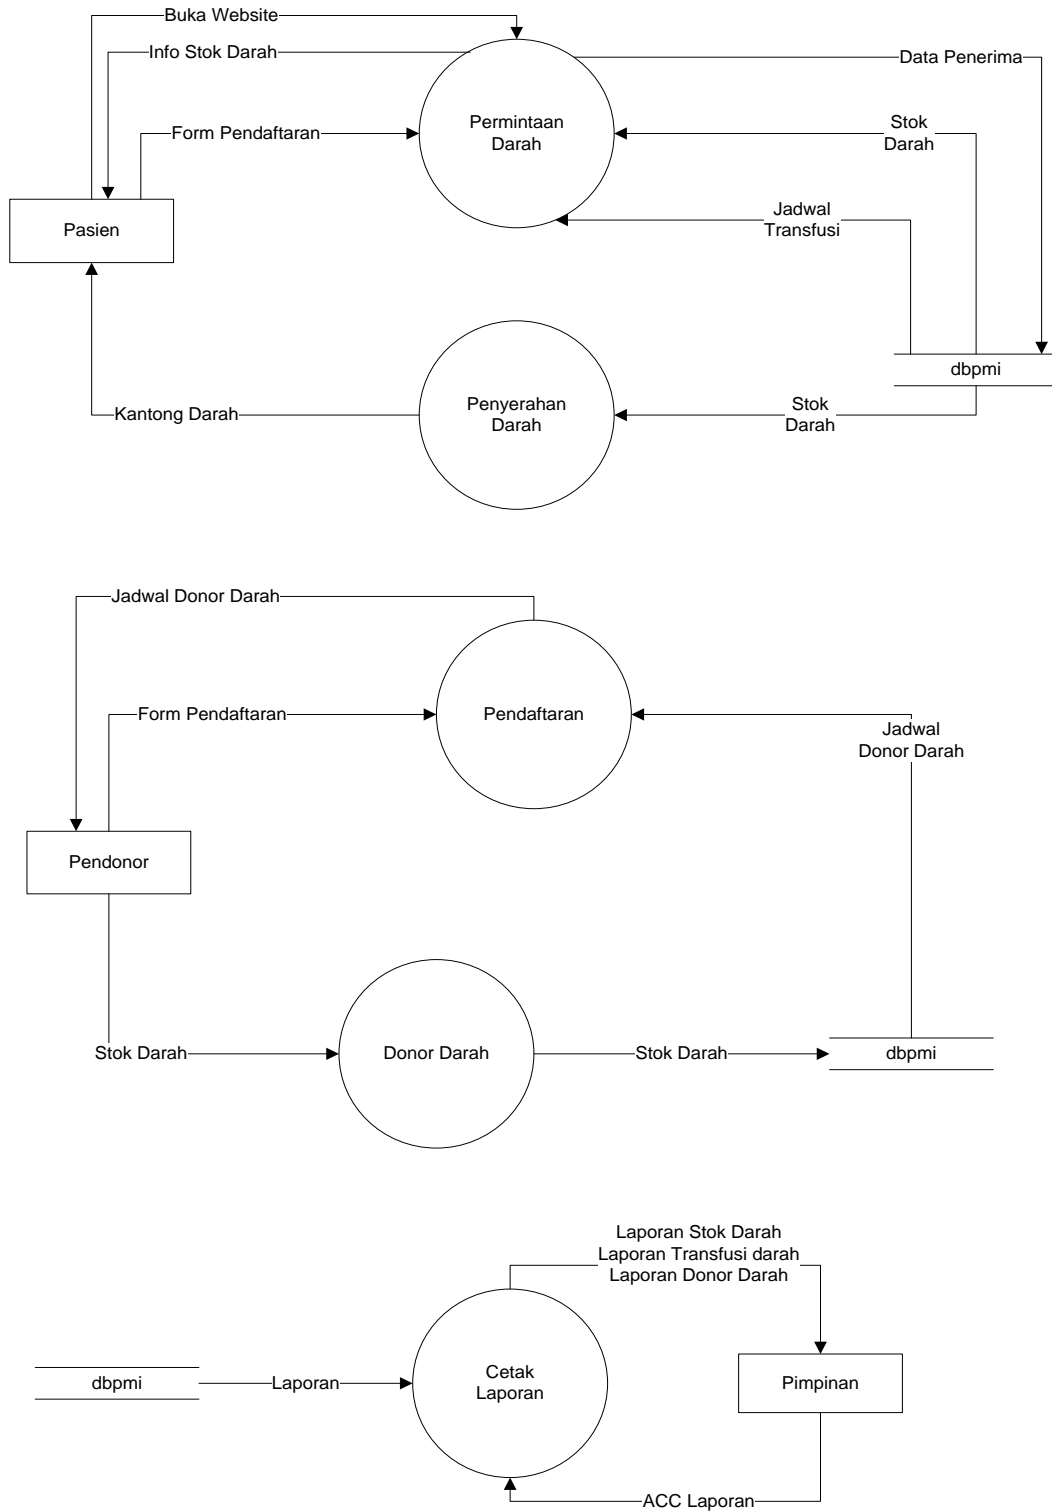 Buka Website
Info Stok Darah
Data Penerima
Form Pendaftaran
Permintaan
Darah
Stok
Darah
Jadwal
Transfusi
Pasien
dbpmi
Kantong Darah
Penyerahan
Darah
Stok
Darah
Jadwal Donor Darah
Form Pendaftaran
Pendaftaran
Jadwal
Donor Darah
Pendonor
Stok Darah
Donor Darah
Stok Darah
dbpmi
Laporan Stok Darah
Laporan Transfusi darah
Laporan Donor Darah
dbpmi
Laporan
Cetak
Laporan
Pimpinan
ACC Laporan